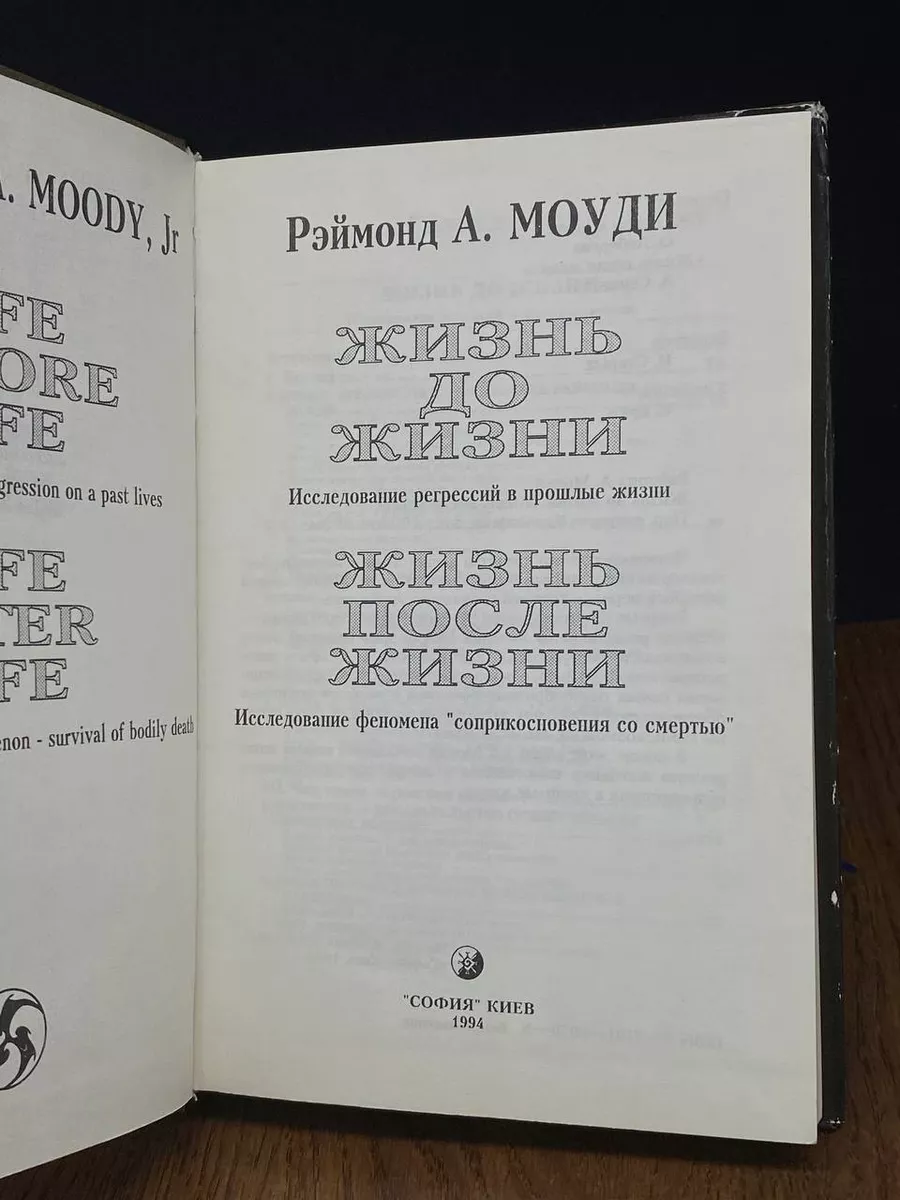 A. MOODY, Jr
FE
ORE
FE
gression on a past lives
FE
TER
FE
enon - survival of bodily death
Рэймонд А. МОУДИ
ЖИЗНЬ
ДО
ЖИЗНИ
Исследование регрессий в прошлые жизни
ЖИЗНЬ
ПОСЛЕ
ЖИЗНИ
Исследование феномена "соприкосновения со смертью"
"СОФИЯ" КИЕВ
1994